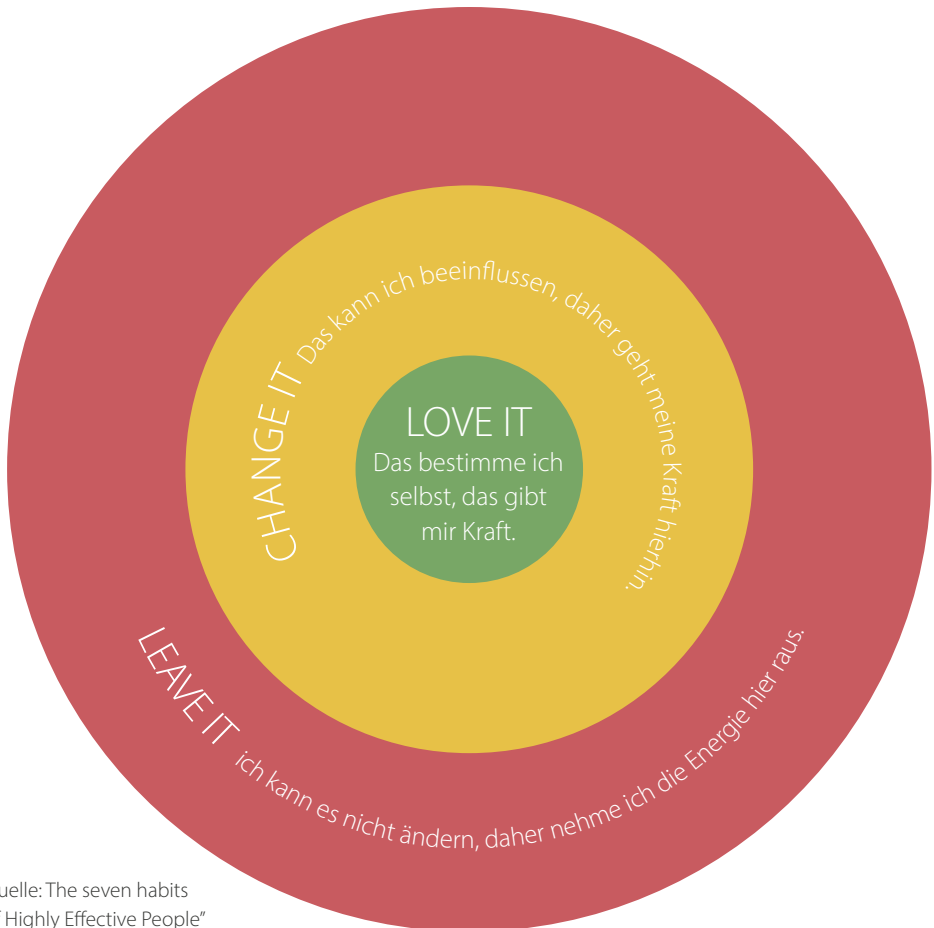 LOVE IT
Das bestimme ich
selbst, das gibt
mir Kraft.
CHANGE IT Das kann ich beeinflussen, daher geht meine Kraft hierhin.
LEAVE IT ich kann es nicht ändern, daher nehme ich die Energie hier raus.
uelle: The seven habits
Highly Effective People”